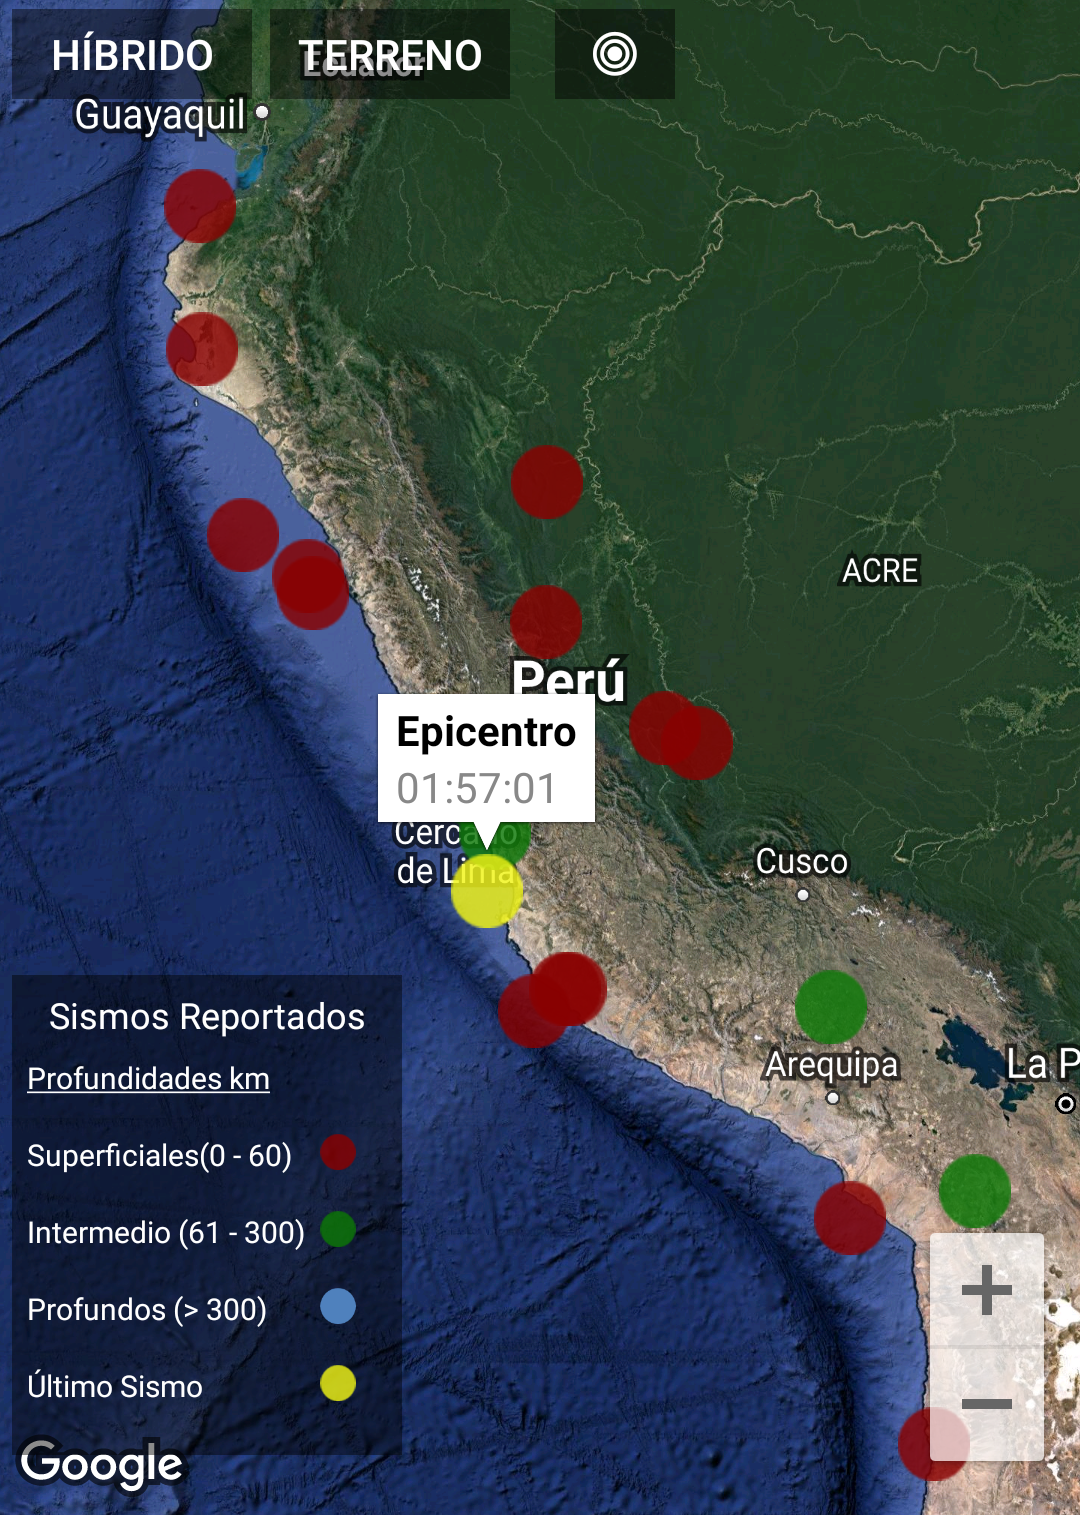 HÍBRIDO
TERRENO
Ecuador
Guayaquil
ACRE
Perú
Epicentro
01:57:01
Cercado
de Lima
Cusco
Arequipa
La P
Sismos Reportados
Profundidades km
Superficiales(0 - 60)
Intermedio (61 - 300)
Profundos (> 300)
Último Sismo
Google